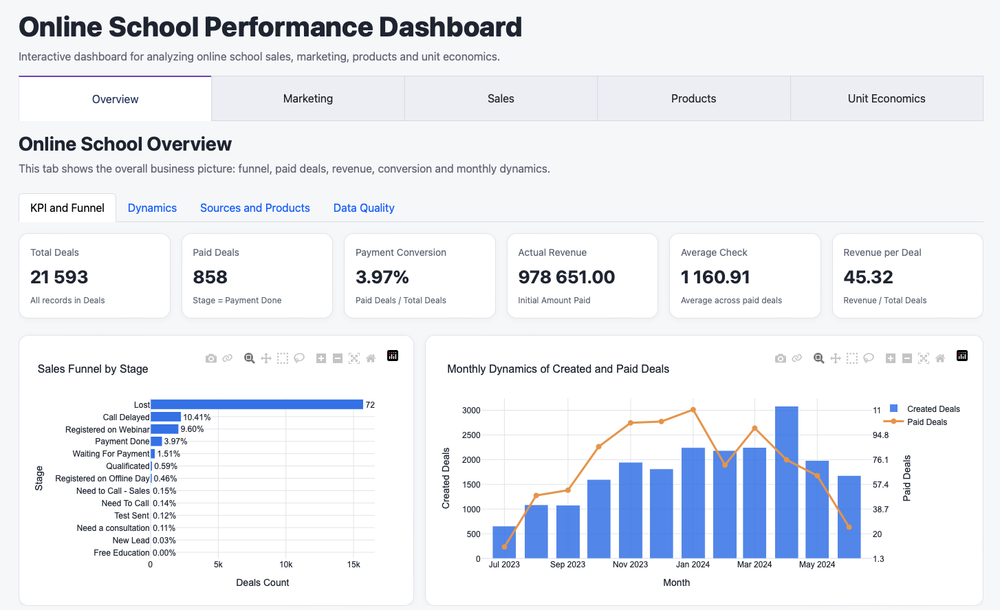 Online School Performance Dashboard
Interactive dashboard for analyzing online school sales, marketing, products and unit economics.
Overview
Marketing
Sales
Products
Unit Economics
Online School Overview
This tab shows the overall business picture: funnel, paid deals, revenue, conversion and monthly dynamics.
KPI and Funnel
Dynamics
Sources and Products
Data Quality
Total Deals
21 593
All records in Deals
Paid Deals
858
Stage = Payment Done
Payment Conversion
3.97%
Paid Deals / Total Deals
Actual Revenue
978 651.00
Initial Amount Paid
Average Check
1 160.91
Average across paid deals
Revenue per Deal
45.32
Revenue / Total Deals
Sales Funnel by Stage
Stage
Lost 72
Call Delayed 10.41%
Registered on Webinar 9.60%
Payment Done 3.97%
Waiting For Payment 1.51%
Qualificated 0.59%
Registered on Offline Day 0.46%
Need to Call - Sales 0.15%
Need To Call 0.14%
Test Sent 0.12%
Need a consultation 0.11%
New Lead 0.03%
Free Education 0.00%
0 5k 10k 15k
Deals Count
Monthly Dynamics of Created and Paid Deals
Created Deals
Paid Deals
Created Deals
3000
2500
2000
1500
1000
500
0
11
94.8
76.1
57.4
38.7
20
1.3
Paid Deals
Jul 2023 Sep 2023 Nov 2023 Jan 2024 Mar 2024 May 2024
Month